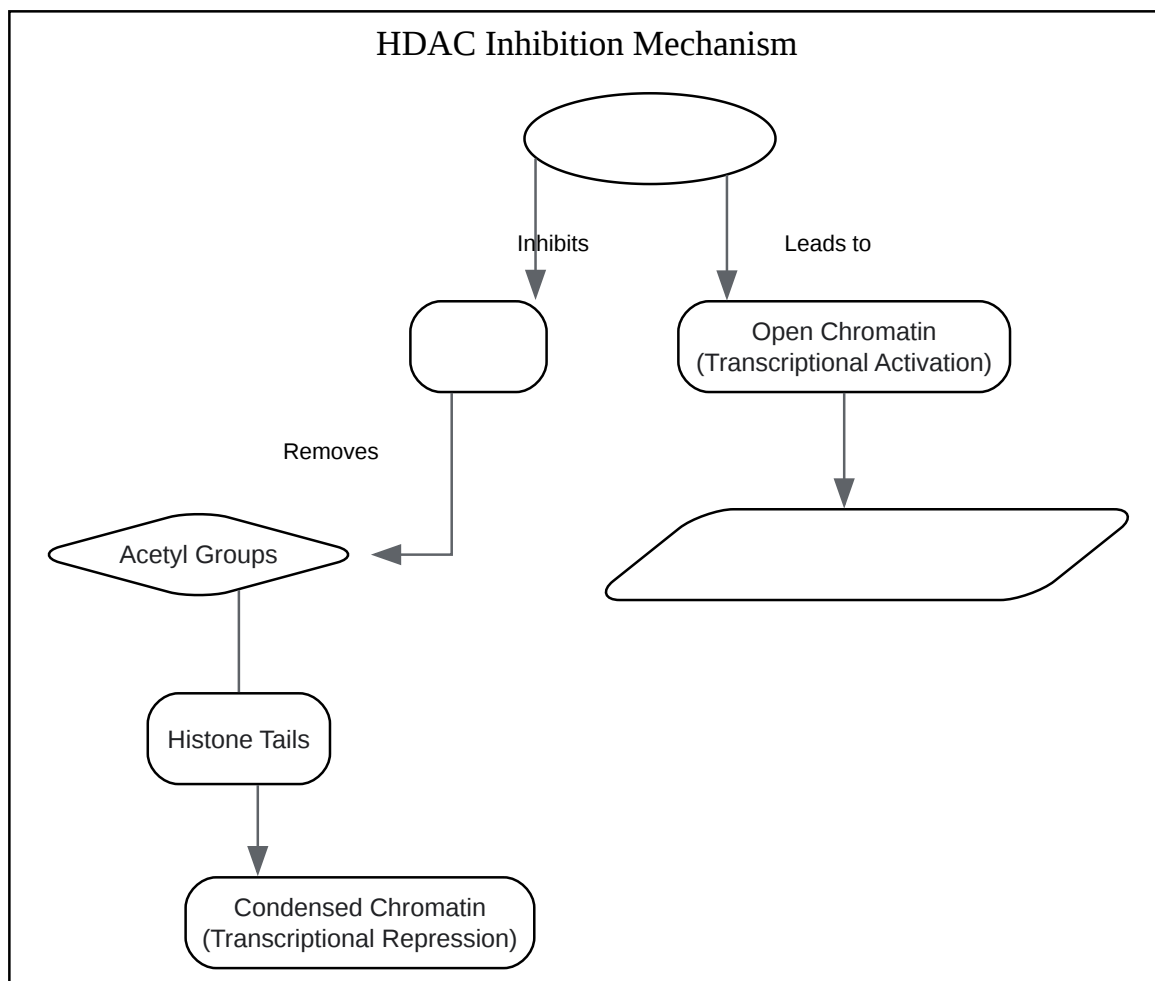 HDAC Inhibition Mechanism
Inhibits
Leads to
Open Chromatin
(Transcriptional Activation)
Removes
Acetyl Groups
Histone Tails
Condensed Chromatin
(Transcriptional Repression)